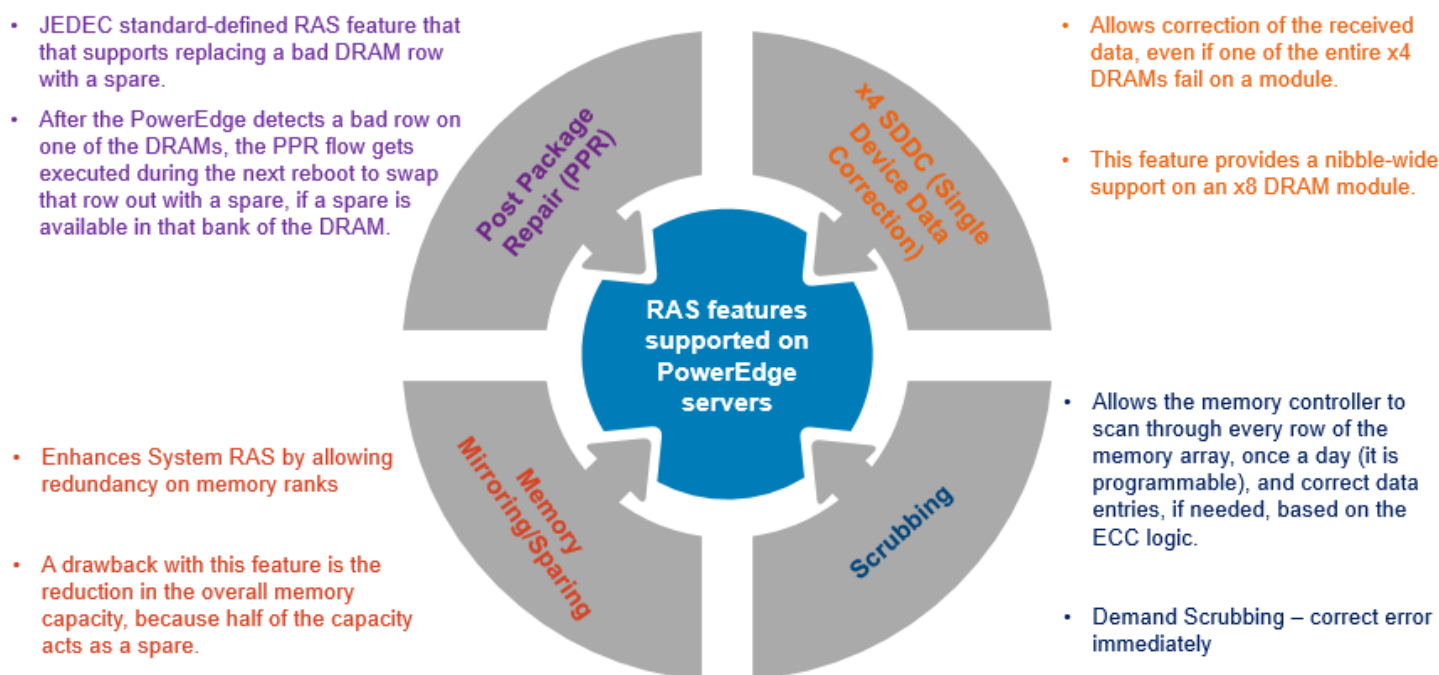 • JEDEC standard-defined RAS feature that
that supports replacing a bad DRAM row
with a spare.
• After the PowerEdge detects a bad row on
one of the DRAMs, the PPR flow gets
executed during the next reboot to swap
that row out with a spare, if a spare is
available in that bank of the DRAM.
Post Package
Repair (PPR)
x4 SDDC (Single
Device Data
Correction)
• Allows correction of the received
data, even if one of the entire x4
DRAMs fail on a module.
• This feature provides a nibble-wide
support on an x8 DRAM module.
RAS features
supported on
PowerEdge
servers
• Enhances System RAS by allowing
redundancy on memory ranks
• A drawback with this feature is the
reduction in the overall memory
capacity, because half of the capacity
acts as a spare.
Memory
Mirroring/Sparing
Scrubbing
• Allows the memory controller to
scan through every row of the
memory array, once a day (it is
programmable), and correct data
entries, if needed, based on the
ECC logic.
• Demand Scrubbing – correct error
immediately